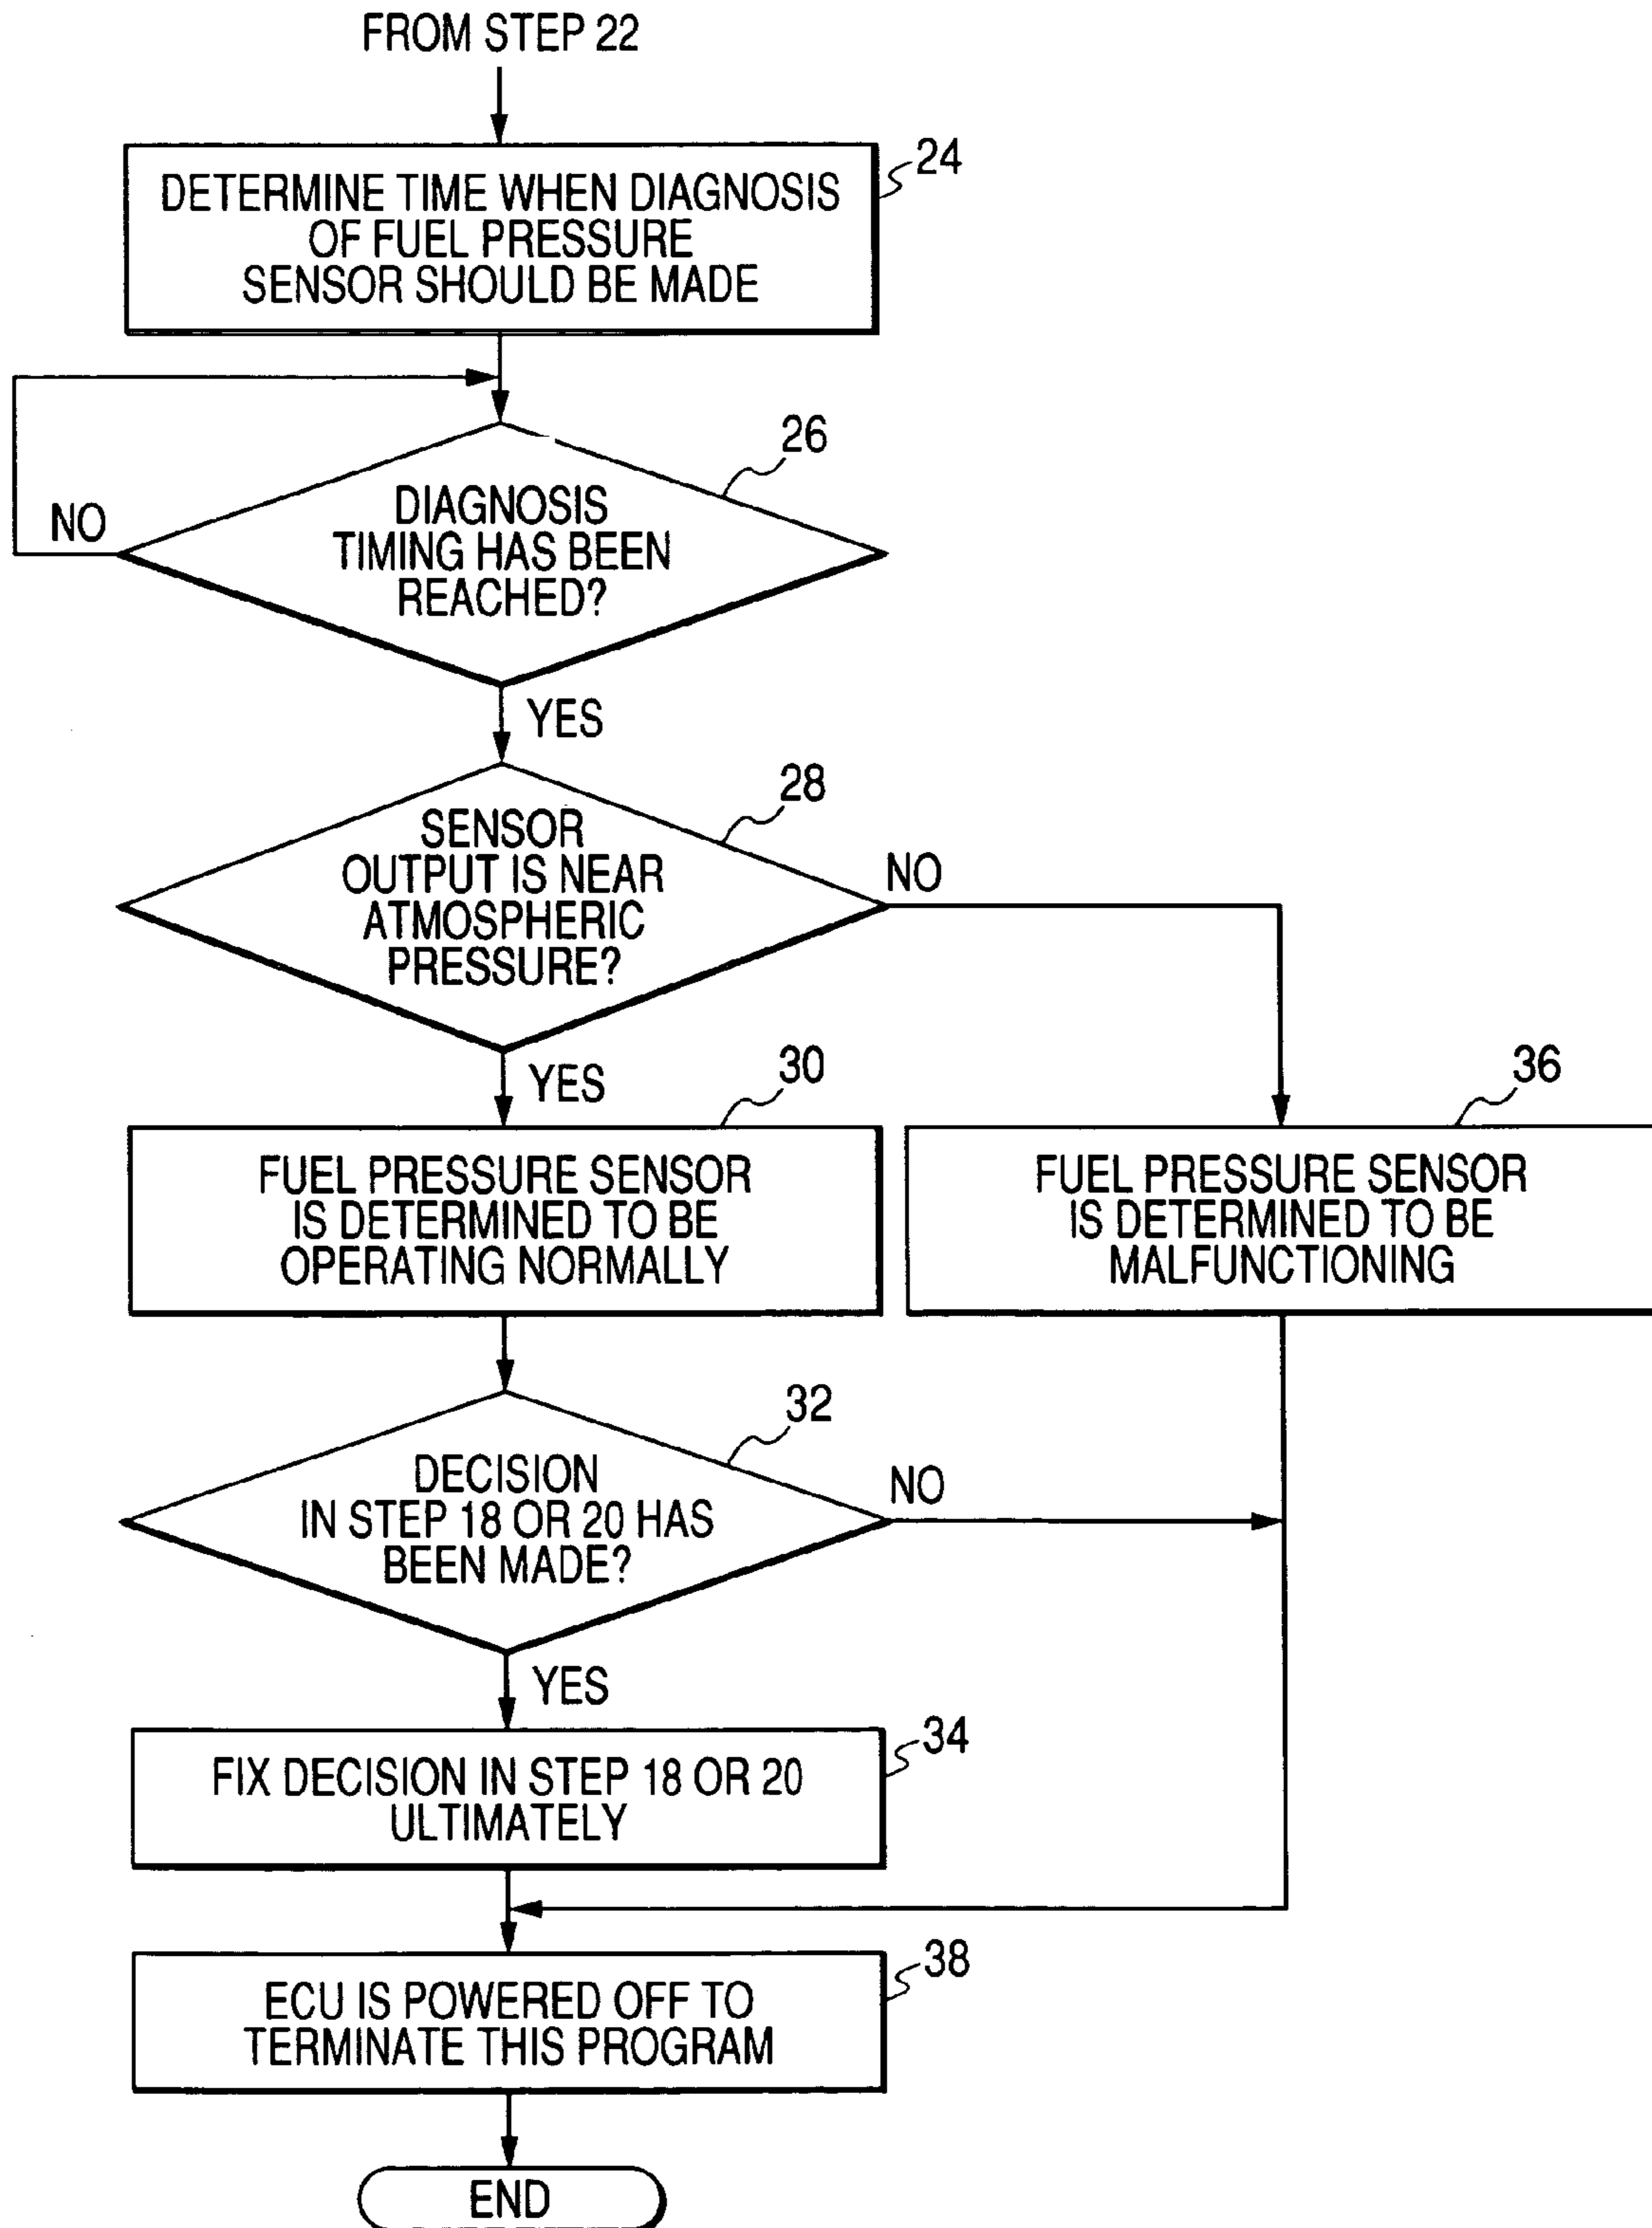 FROM STEP 22
24
DETERMINE TIME WHEN DIAGNOSIS
OF FUEL PRESSURE
SENSOR SHOULD BE MADE
26
NO
DIAGNOSIS
TIMING HAS BEEN
REACHED?
YES
28
SENSOR
OUTPUT IS NEAR
ATMOSPHERIC
PRESSURE?
NO
YES
30
36
FUEL PRESSURE SENSOR
IS DETERMINED TO BE
OPERATING NORMALLY
FUEL PRESSURE SENSOR
IS DETERMINED TO BE
MALFUNCTIONING
32
DECISION
IN STEP 18 OR 20 HAS
BEEN MADE?
NO
YES
34
FIX DECISION IN STEP 18 OR 20
ULTIMATELY
38
ECU IS POWERED OFF TO
TERMINATE THIS PROGRAM
END